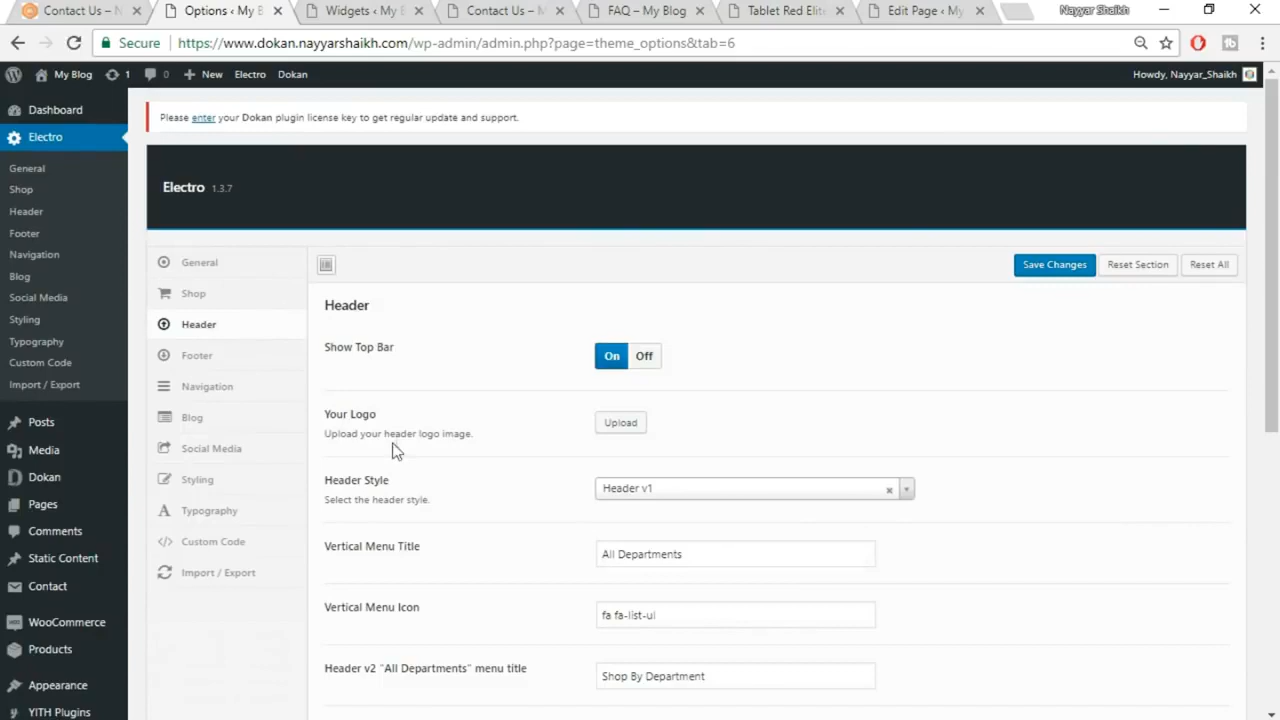 Contact Us – N
Options ‹ My B
Widgets ‹ My B
Contact Us – M
FAQ – My Blog
Tablet Red Elite
Edit Page ‹ My
Nayyar Shaikh
Secure
https://www.dokan.nayyarshaikh.com/wp-admin/admin.php?page=theme_options&tab=6
My Blog
1
0
New
Electro
Dokan
Howdy, Nayyar_Shaikh
Dashboard
Electro
General
Shop
Header
Footer
Navigation
Blog
Social Media
Styling
Typography
Custom Code
Import / Export
Posts
Media
Dokan
Pages
Comments
Static Content
Contact
WooCommerce
Products
Appearance
YITH Plugins
Please enter your Dokan plugin license key to get regular update and support.
Electro 1.3.7
General
Shop
Header
Footer
Navigation
Blog
Social Media
Styling
Typography
Custom Code
Import / Export
Save Changes
Reset Section
Reset All
Header
Show Top Bar
On
Off
Your Logo
Upload your header logo image.
Upload
Header Style
Select the header style.
Header v1
Vertical Menu Title
All Departments
Vertical Menu Icon
fa fa-list-ul
Header v2 "All Departments" menu title
Shop By Department